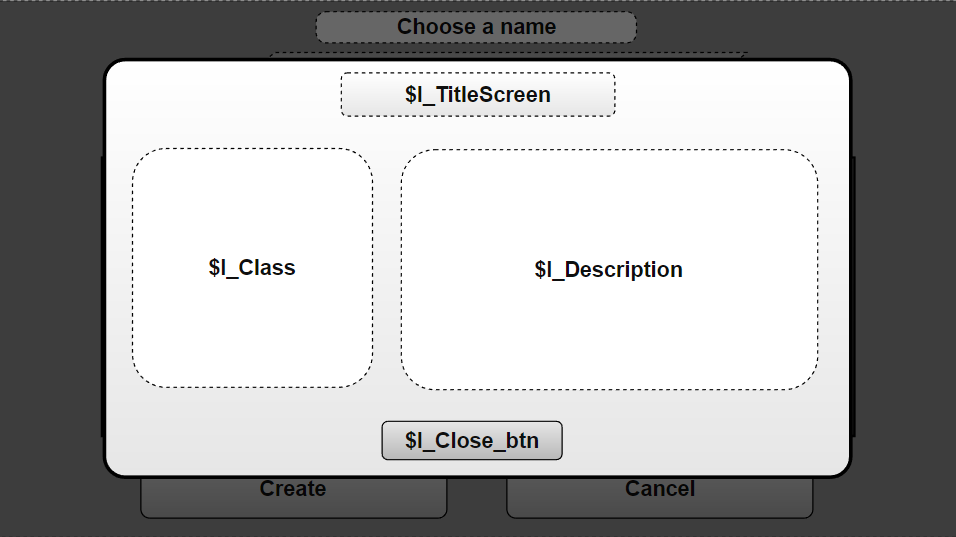 Choose a name
$l_TitleScreen
$l_Class
$l_Description
$l_Close_btn
Create
Cancel